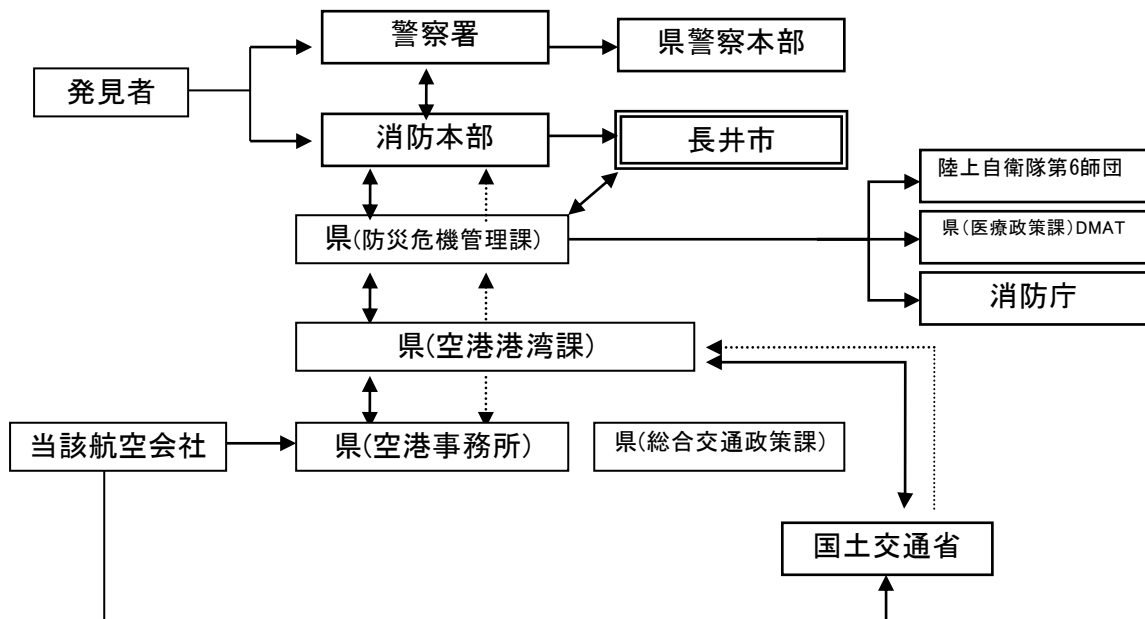 警察署
県警察本部
発見者
消防本部
長井市
陸上自衛隊第6師団
県(防災危機管理課)
県(医療政策課)DMAT
消防庁
県(空港港湾課)
当該航空会社
県(空港事務所)
県(総合交通政策課)
国土交通省